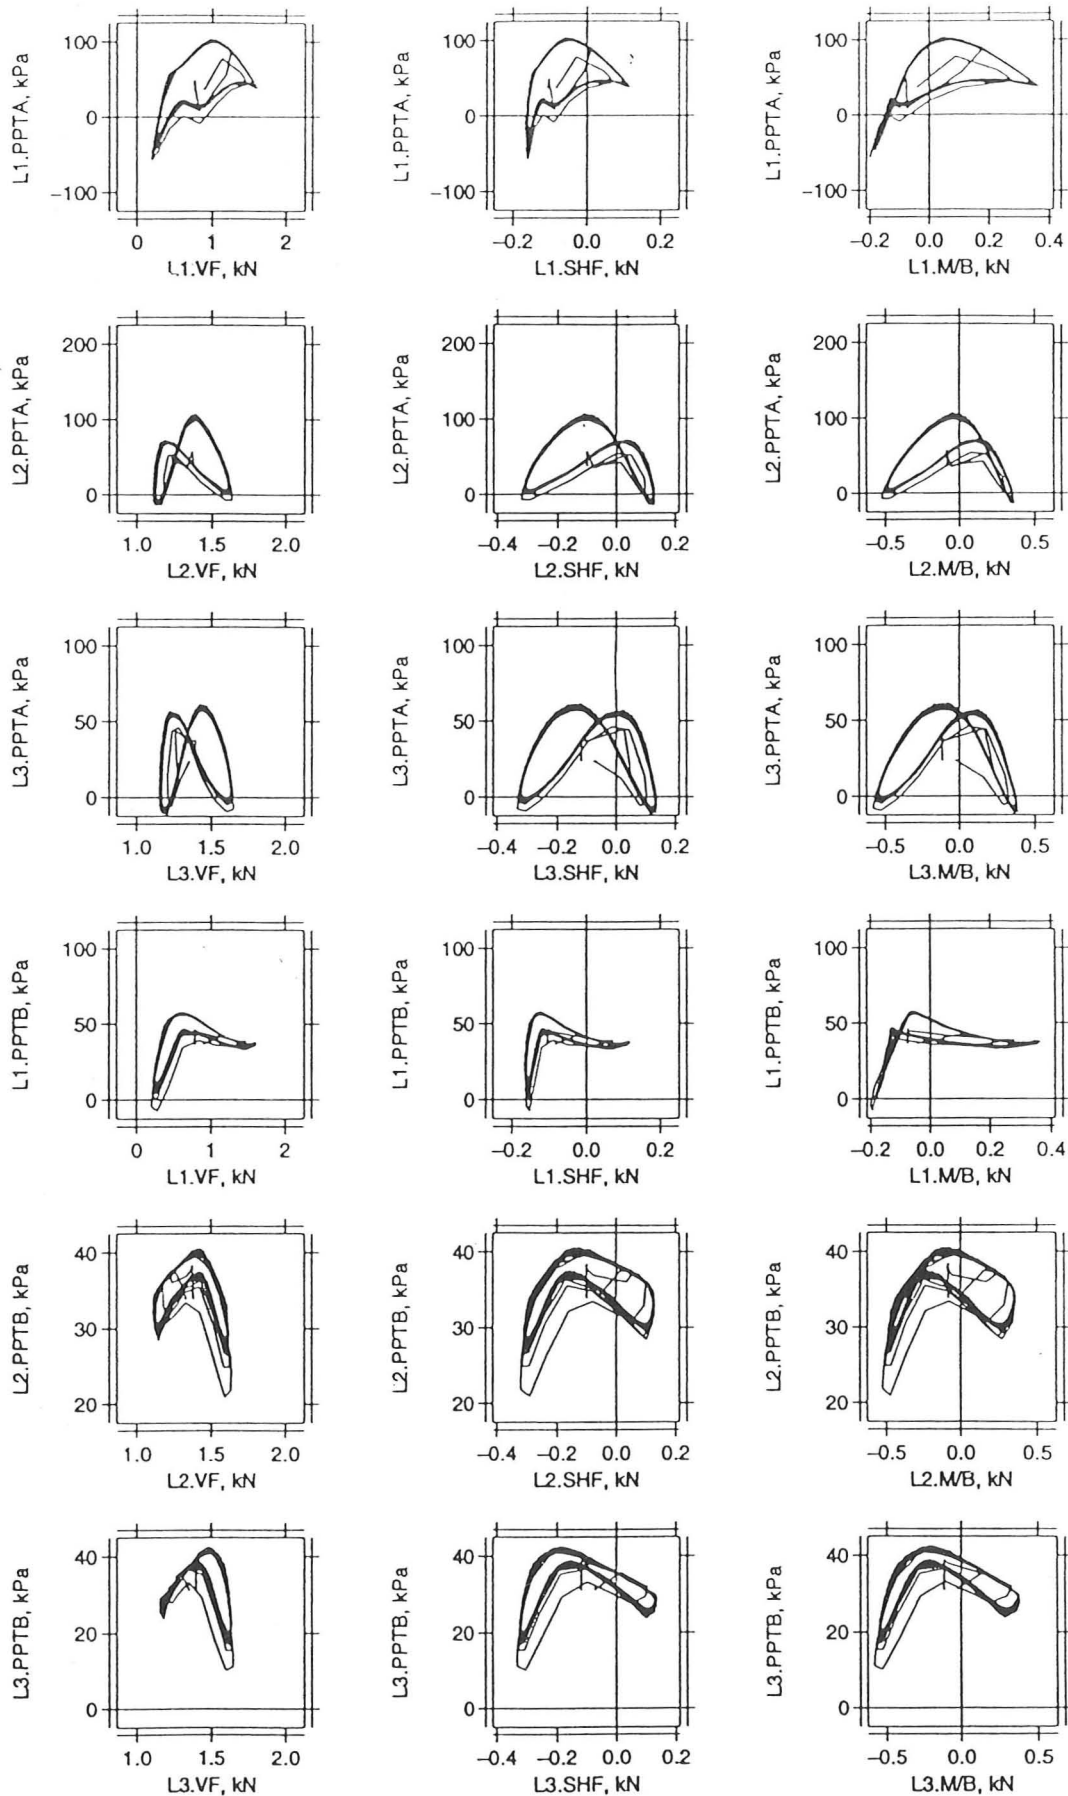 L1.PPTA, kPa
100
0
−100
0 1 2
L1.VF, kN
L1.PPTA, kPa
100
0
−100
−0.2 0.0 0.2
L1.SHF, kN
L1.PPTA, kPa
100
0
−100
−0.2 0.0 0.2 0.4
L1.M/B, kN
L2.PPTA, kPa
200
100
0
1.0 1.5 2.0
L2.VF, kN
L2.PPTA, kPa
200
100
0
−0.4 −0.2 0.0 0.2
L2.SHF, kN
L2.PPTA, kPa
200
100
0
−0.5 0.0 0.5
L2.M/B, kN
L3.PPTA, kPa
100
50
0
1.0 1.5 2.0
L3.VF, kN
L3.PPTA, kPa
100
50
0
−0.4 −0.2 0.0 0.2
L3.SHF, kN
L3.PPTA, kPa
100
50
0
−0.5 0.0 0.5
L3.M/B, kN
L1.PPTB, kPa
100
50
0
0 1 2
L1.VF, kN
L1.PPTB, kPa
100
50
0
−0.2 0.0 0.2
L1.SHF, kN
L1.PPTB, kPa
100
50
0
−0.2 0.0 0.2 0.4
L1.M/B, kN
L2.PPTB, kPa
40
30
20
1.0 1.5 2.0
L2.VF, kN
L2.PPTB, kPa
40
30
20
−0.4 −0.2 0.0 0.2
L2.SHF, kN
L2.PPTB, kPa
40
30
20
−0.5 0.0 0.5
L2.M/B, kN
L3.PPTB, kPa
40
20
0
1.0 1.5 2.0
L3.VF, kN
L3.PPTB, kPa
40
20
0
−0.4 −0.2 0.0 0.2
L3.SHF, kN
L3.PPTB, kPa
40
20
0
−0.5 0.0 0.5
L3.M/B, kN